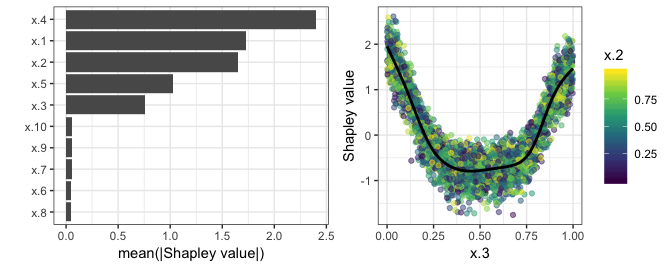 x.4
x.1
x.2
x.5
x.3
x.10
x.9
x.7
x.6
x.8
0.0 0.5 1.0 1.5 2.0 2.5
mean(|Shapley value|)
Shapley value
2
1
0
-1
0.00 0.25 0.50 0.75 1.00
x.3
x.2
0.75
0.50
0.25